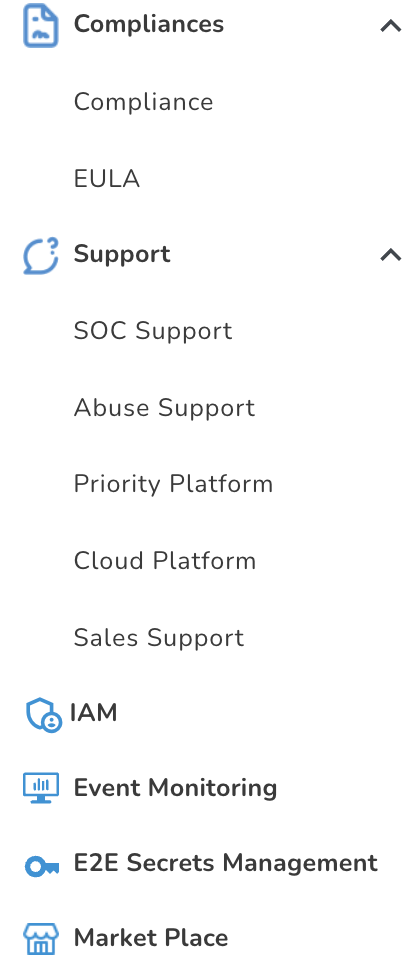 Compliances
Compliance
EULA
Support
SOC Support
Abuse Support
Priority Platform
Cloud Platform
Sales Support
IAM
Event Monitoring
E2E Secrets Management
Market Place